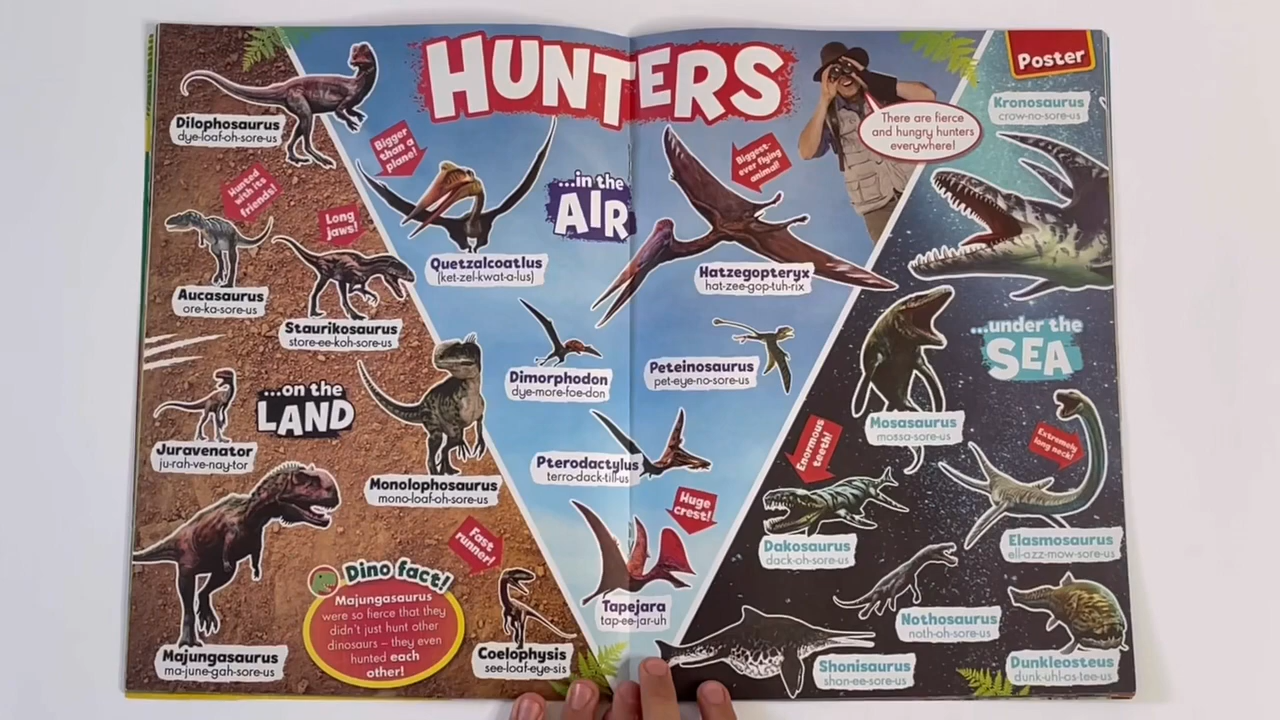 HUNTERS
Poster
There are fierce
and hungry hunters
everywhere!
...on the
LAND
Dilophosaurus
dye-loaf-oh-sore-us
Hunted
with its
friends!
Aucasaurus
ore-ka-sore-us
Long
jaws!
Staurikosaurus
store-ee-koh-sore-us
Juravenator
ju-rah-ve-nay-tor
Monolophosaurus
mono-loaf-oh-sore-us
Majungasaurus
ma-june-gah-sore-us
Dino fact!
Majungasaurus
were so fierce that they
didn't just hunt other
dinosaurs – they even
hunted each
other!
Fast
runner!
Coelophysis
see-loaf-eye-sis
...in the
AIR
Bigger
than a
plane!
Quetzalcoatlus
(ket-zel-kwat-a-lus)
Biggest-
ever flying
animal!
Hatzegopteryx
hat-zee-gop-tuh-rix
Dimorphodon
dye-more-foe-don
Peteinosaurus
pet-eye-no-sore-us
Pterodactylus
terro-dack-till-us
Huge
crest!
Tapejara
tap-ee-jar-uh
...under the
SEA
Kronosaurus
crow-no-sore-us
Mosasaurus
mossa-sore-us
Enormous
teeth!
Dakosaurus
dack-oh-sore-us
Extremely
long neck!
Elasmosaurus
ell-azz-mow-sore-us
Nothosaurus
noth-oh-sore-us
Shonisaurus
shon-ee-sore-us
Dunkleosteus
dunk-uhl-os-tee-us